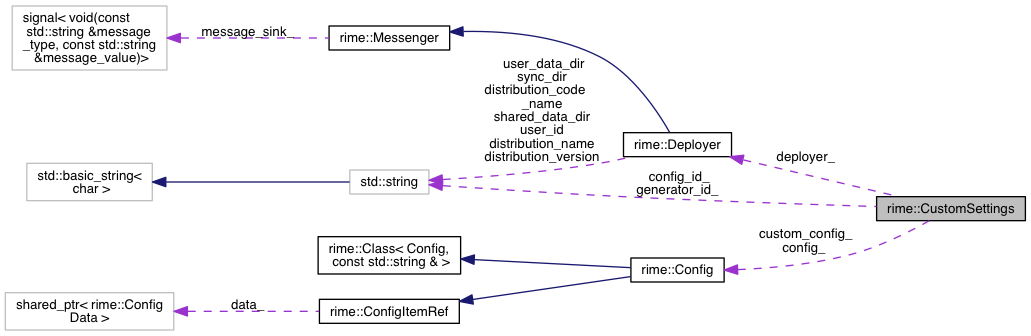 signal< void(const
std::string &message
_type, const std::string
&message_value)>
message_sink_
rime::Messenger
user_data_dir
sync_dir
distribution_code
_name
shared_data_dir
user_id
distribution_name
distribution_version
rime::Deployer
deployer_
std::basic_string<
char >
std::string
config_id_
generator_id_
rime::CustomSettings
custom_config_
config_
rime::Class< Config,
const std::string & >
rime::Config
shared_ptr< rime::Config
Data >
data_
rime::ConfigItemRef